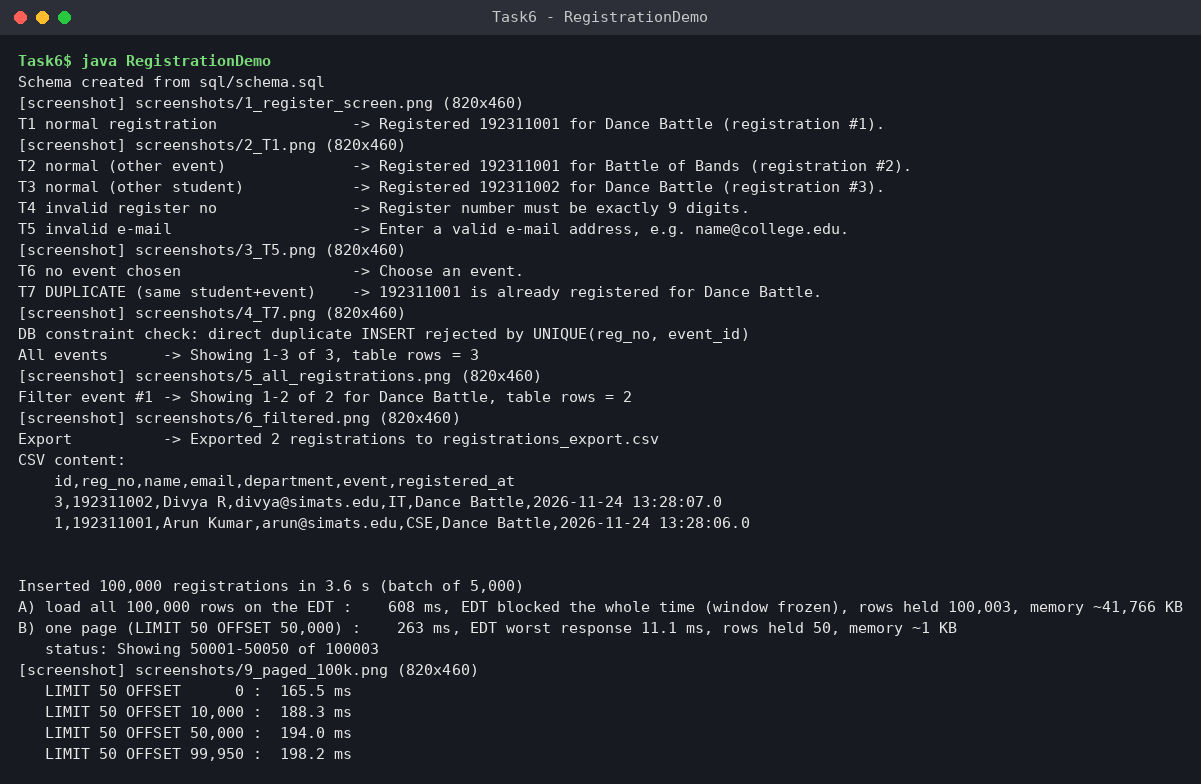 Task6 - RegistrationDemo
Task6$ java RegistrationDemo
Schema created from sql/schema.sql
[screenshot] screenshots/1_register_screen.png (820x460)
T1 normal registration               -> Registered 192311001 for Dance Battle (registration #1).
[screenshot] screenshots/2_T1.png (820x460)
T2 normal (other event)              -> Registered 192311001 for Battle of Bands (registration #2).
T3 normal (other student)            -> Registered 192311002 for Dance Battle (registration #3).
T4 invalid register no               -> Register number must be exactly 9 digits.
T5 invalid e-mail                    -> Enter a valid e-mail address, e.g. name@college.edu.
[screenshot] screenshots/3_T5.png (820x460)
T6 no event chosen                   -> Choose an event.
T7 DUPLICATE (same student+event)    -> 192311001 is already registered for Dance Battle.
[screenshot] screenshots/4_T7.png (820x460)
DB constraint check: direct duplicate INSERT rejected by UNIQUE(reg_no, event_id)
All events      -> Showing 1-3 of 3, table rows = 3
[screenshot] screenshots/5_all_registrations.png (820x460)
Filter event #1 -> Showing 1-2 of 2 for Dance Battle, table rows = 2
[screenshot] screenshots/6_filtered.png (820x460)
Export          -> Exported 2 registrations to registrations_export.csv
CSV content:
    id,reg_no,name,email,department,event,registered_at
    3,192311002,Divya R,divya@simats.edu,IT,Dance Battle,2026-11-24 13:28:07.0
    1,192311001,Arun Kumar,arun@simats.edu,CSE,Dance Battle,2026-11-24 13:28:06.0
Inserted 100,000 registrations in 3.6 s (batch of 5,000)
A) load all 100,000 rows on the EDT :    608 ms, EDT blocked the whole time (window frozen), rows held 100,003, memory ~41,766 KB
B) one page (LIMIT 50 OFFSET 50,000) :    263 ms, EDT worst response 11.1 ms, rows held 50, memory ~1 KB
   status: Showing 50001-50050 of 100003
[screenshot] screenshots/9_paged_100k.png (820x460)
   LIMIT 50 OFFSET      0 :  165.5 ms
   LIMIT 50 OFFSET 10,000 :  188.3 ms
   LIMIT 50 OFFSET 50,000 :  194.0 ms
   LIMIT 50 OFFSET 99,950 :  198.2 ms